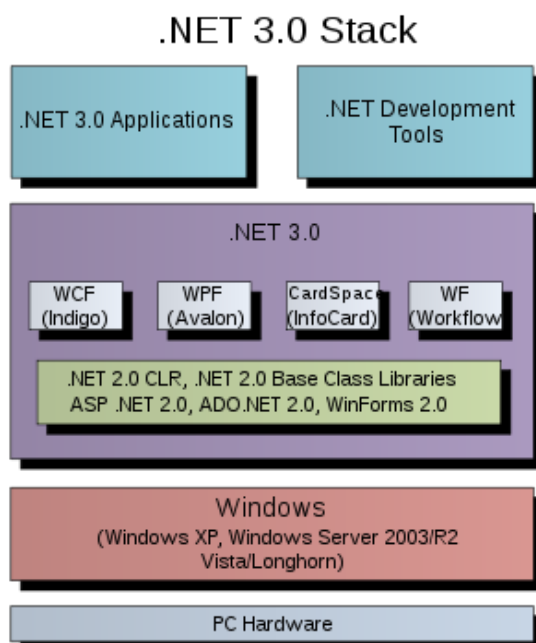 .NET 3.0 Stack
.NET 3.0 Applications
.NET Development
Tools
.NET 3.0
WCF
(Indigo)
WPF
(Avalon)
CardSpace
(InfoCard)
WF
(Workflow
.NET 2.0 CLR, .NET 2.0 Base Class Libraries
ASP .NET 2.0, ADO.NET 2.0, WinForms 2.0
Windows
(Windows XP, Windows Server 2003/R2
Vista/Longhorn)
PC Hardware